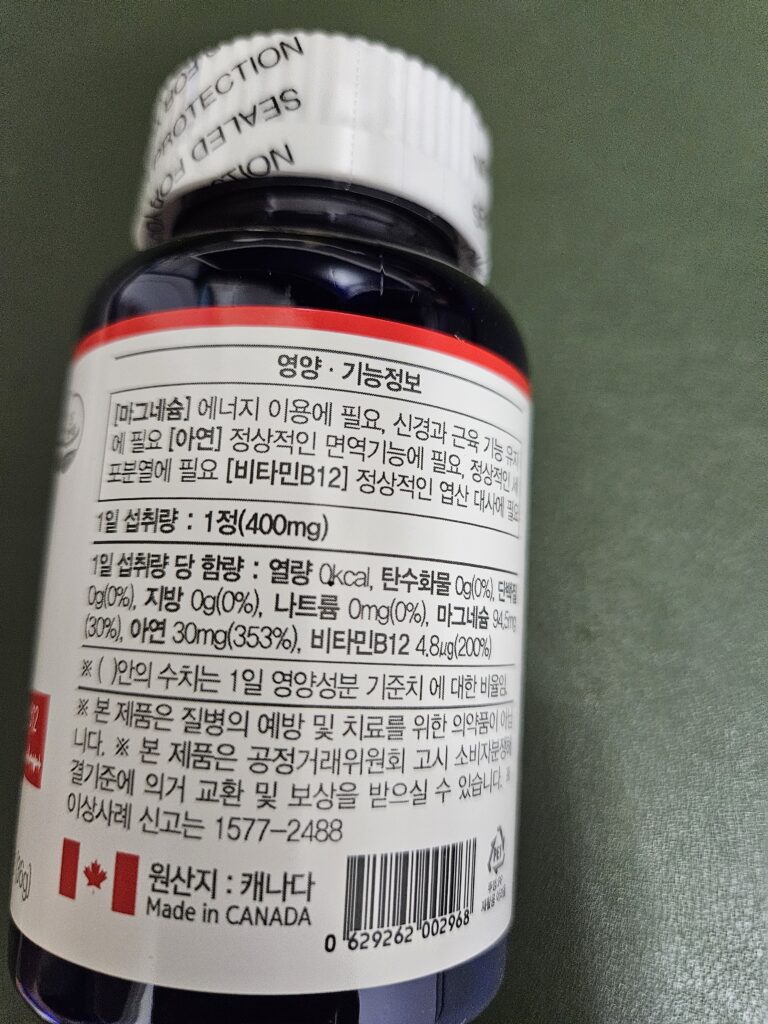 PROTECTION
SEALED FOR
영양 · 기능정보
[마그네슘] 에너지 이용에 필요, 신경과 근육 기능 유지
에 필요 [아연] 정상적인 면역기능에 필요, 정상적인 세
포분열에 필요 [비타민B12] 정상적인 엽산 대사에 필요
1일 섭취량 : 1정(400mg)
1일 섭취량 당 함량 : 열량 0kcal, 탄수화물 0g(0%), 단백질
0g(0%), 지방 0g(0%), 나트륨 0mg(0%), 마그네슘 94.5mg
(30%), 아연 30mg(353%), 비타민B12 4.8㎍(200%)
※ ( )안의 수치는 1일 영양성분 기준치 에 대한 비율임.
※ 본 제품은 질병의 예방 및 치료를 위한 의약품이 아닙
니다. ※ 본 제품은 공정거래위원회 고시 소비자분쟁해
결기준에 의거 교환 및 보상을 받으실 수 있습니다. ※
이상사례 신고는 1577-2488
원산지 : 캐나다
Made in CANADA
0 629262 002968